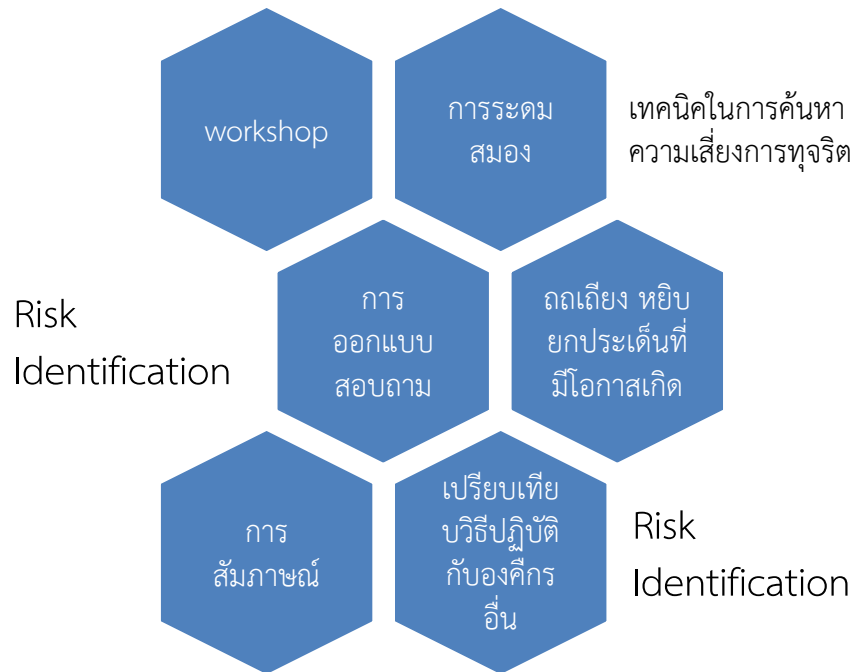 workshop
การระดม
สมอง
เทคนิคในการค้นหา
ความเสี่ยงการทุจริต
Risk
Identification
การ
ออกแบบ
สอบถาม
ถกเถียง หยิบ
ยกประเด็นที่
มีโอกาสเกิด
การ
สัมภาษณ์
เปรียบเทีย
บวิธีปฏิบัติ
กับองค์กร
อื่น
Risk
Identification